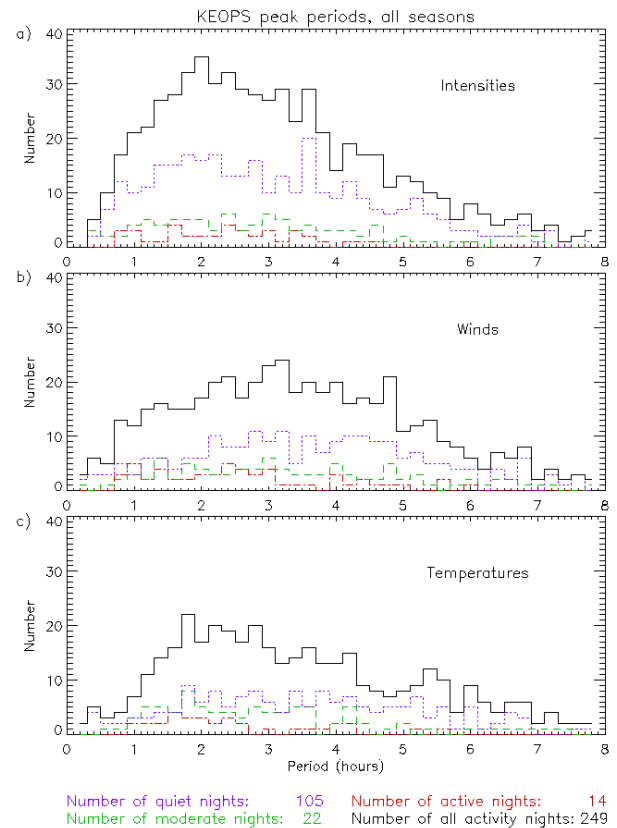 KEOPS peak periods, all seasons
a)
40
30
20
10
0
Number
Intensities
0 1 2 3 4 5 6 7 8
b)
40
30
20
10
0
Number
Winds
0 1 2 3 4 5 6 7 8
c)
40
30
20
10
0
Number
Temperatures
0 1 2 3 4 5 6 7 8
Period (hours)
Number of quiet nights: 105 Number of active nights: 14
Number of moderate nights: 22 Number of all activity nights: 249